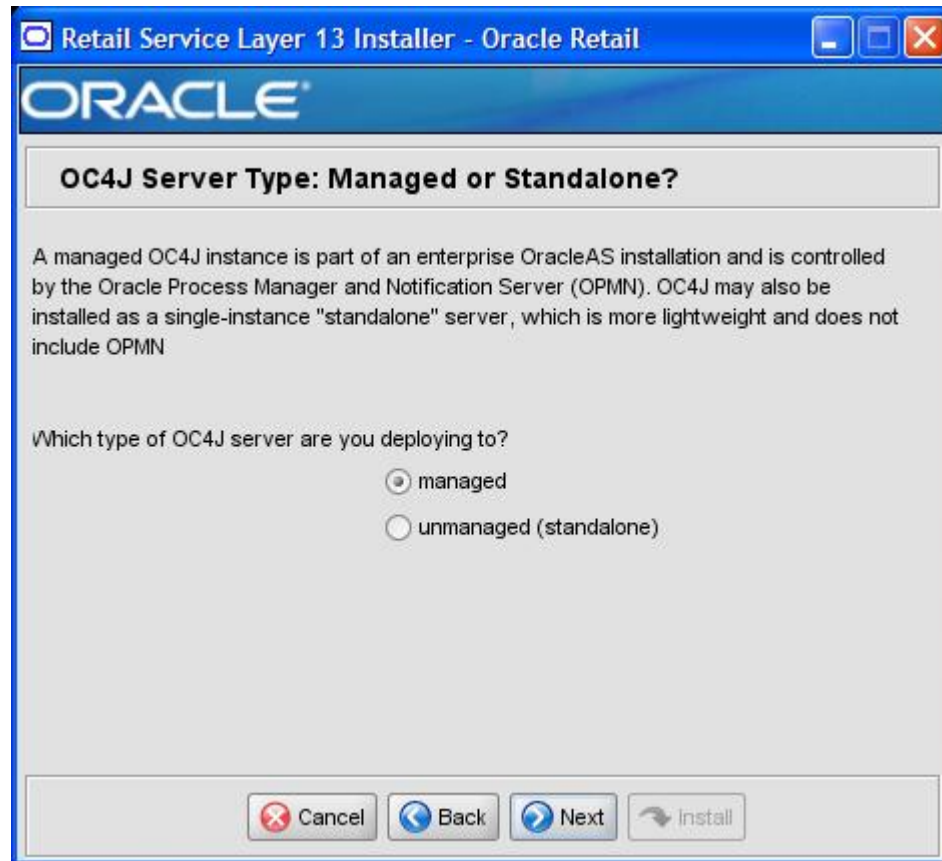 Retail Service Layer 13 Installer - Oracle Retail
ORACLE
OC4J Server Type: Managed or Standalone?
A managed OC4J instance is part of an enterprise OracleAS installation and is controlled
by the Oracle Process Manager and Notification Server (OPMN). OC4J may also be
installed as a single-instance "standalone" server, which is more lightweight and does not
include OPMN
Which type of OC4J server are you deploying to?
managed
unmanaged (standalone)
Cancel Back Next Install